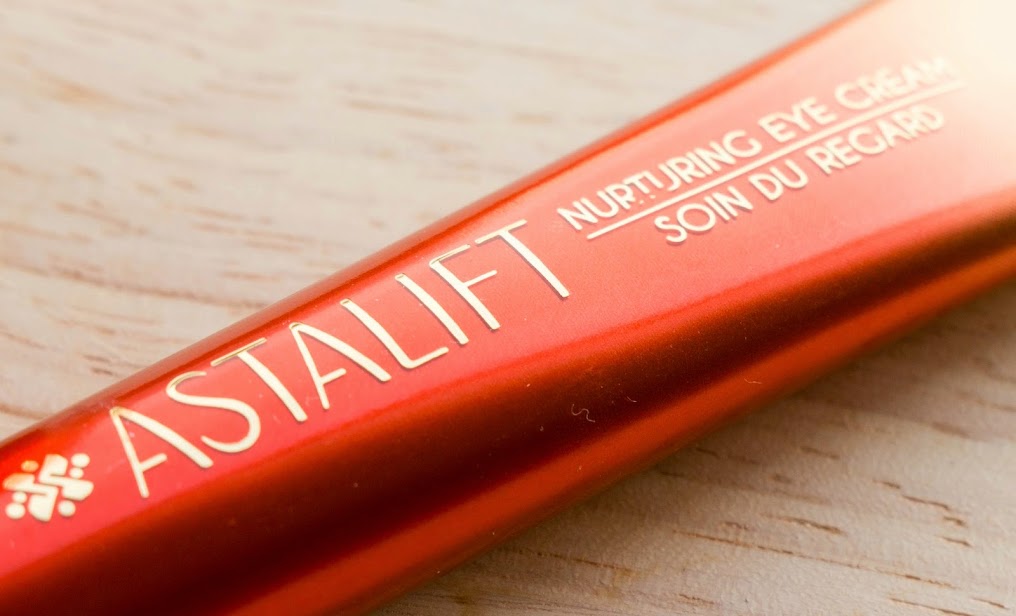 ASTALIFT
NURTURING EYE CREAM
SOIN DU REGARD